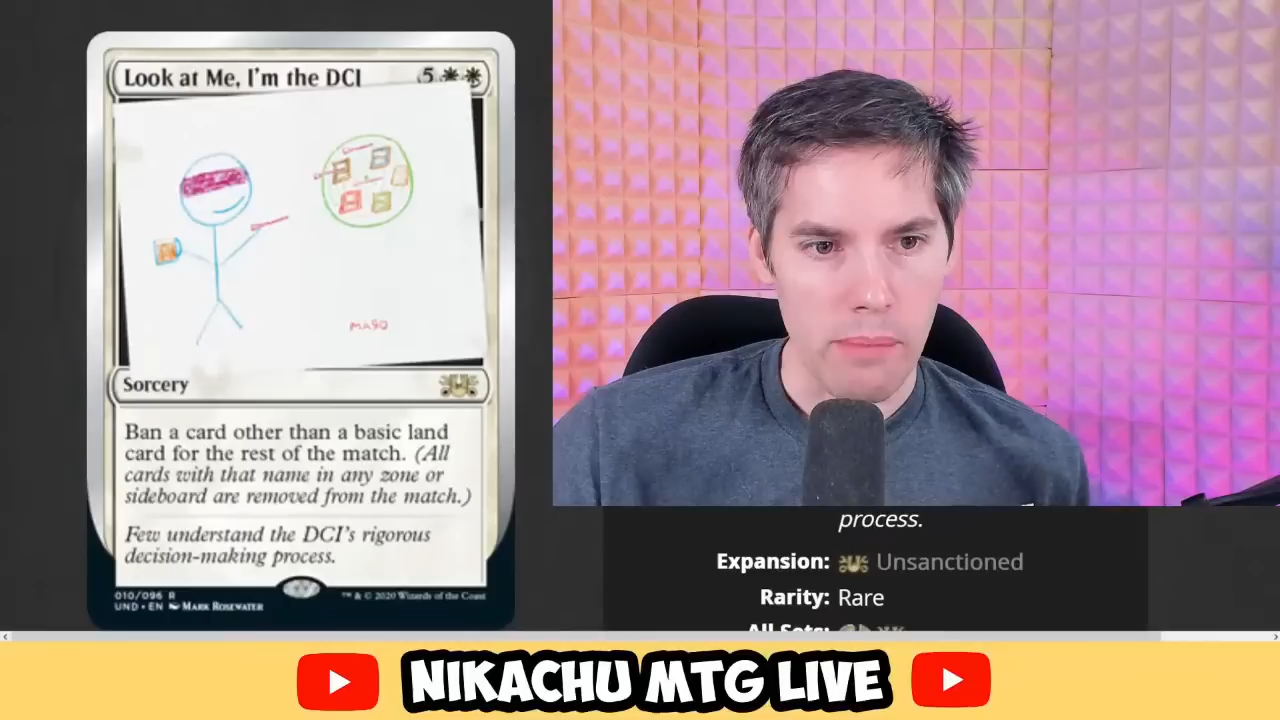 Look at Me, I'm the DCI 5
MARO
Sorcery
Ban a card other than a basic land
card for the rest of the match. (All
cards with that name in any zone or
sideboard are removed from the match.)
Few understand the DCI's rigorous
decision-making process.
010/096 R
UND • EN MARK ROSEWATER
™ & © 2020 Wizards of the Coast
process.
Expansion: Unsanctioned
Rarity: Rare
All Sets:
NIKACHU MTG LIVE